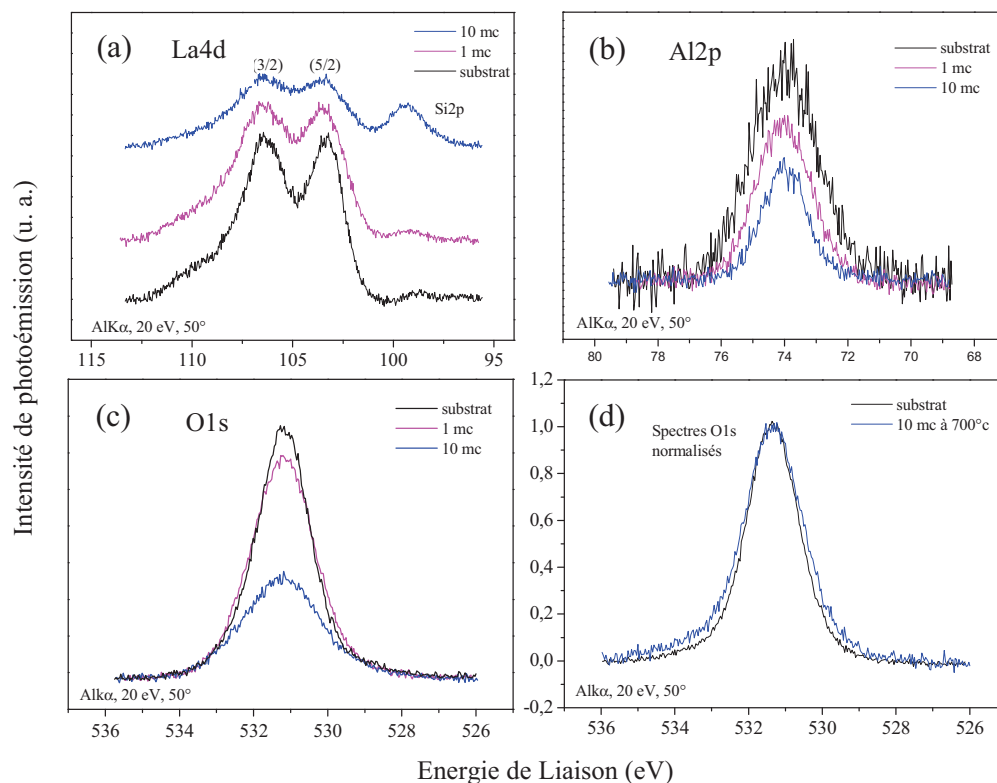 (a)
La4d
10 mc
1 mc
substrat
(3/2)
(5/2)
Si2p
AlKα, 20 eV, 50°
115
110
105
100
95
(b)
Al2p
substrat
1 mc
10 mc
AlKα, 20 eV, 50°
80
78
76
74
72
70
68
(c)
O1s
substrat
1 mc
10 mc
Alkα, 20 eV, 50°
536
534
532
530
528
526
(d)
substrat
10 mc à 700°c
Spectres O1s
normalisés
1,2
1,0
0,8
0,6
0,4
0,2
0,0
-0,2
Alkα, 20 eV, 50°
536
534
532
530
528
526
Intensité de photoémission (u. a.)
Energie de Liaison (eV)